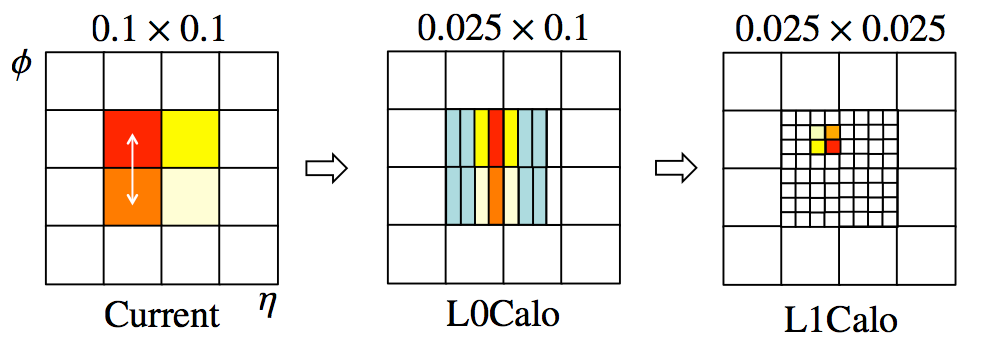 0.1 × 0.1
0.025 × 0.1
0.025 × 0.025
ϕ
η
Current
L0Calo
L1Calo